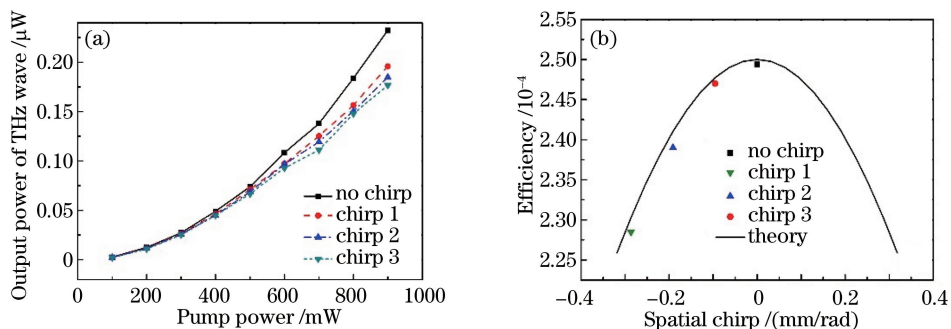 (a)
Output power of THz wave /μW
0.20
0.15
0.10
0.05
0
no chirp
chirp 1
chirp 2
chirp 3
0 200 400 600 800 1000
Pump power /mW
(b)
Efficiency /10⁻⁴
2.50
2.45
2.40
2.35
2.30
2.25
no chirp
chirp 1
chirp 2
chirp 3
theory
−0.4 −0.2 0 0.2 0.4
Spatial chirp /(mm/rad)